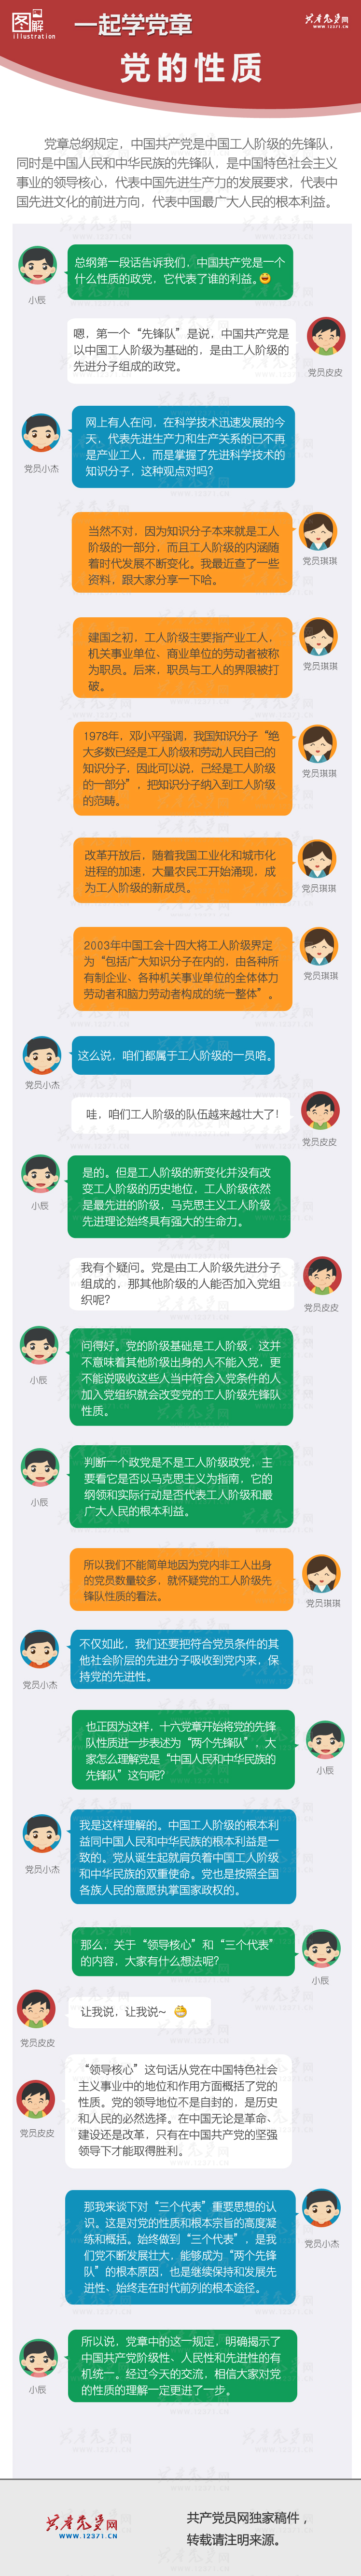 图解
illustration
一起学党章
共产党员网
WWW.12371.CN
党的性质
党章总纲规定，中国共产党是中国工人阶级的先锋队，
同时是中国人民和中华民族的先锋队，是中国特色社会主义
事业的领导核心，代表中国先进生产力的发展要求，代表中
国先进文化的前进方向，代表中国最广大人民的根本利益。
总纲第一段话告诉我们，中国共产党是一个
什么性质的政党，它代表了谁的利益。
小辰
嗯，第一个“先锋队”是说，中国共产党是
以中国工人阶级为基础的，是由工人阶级的
先进分子组成的政党。
党员皮皮
网上有人在问，在科学技术迅速发展的今
天，代表先进生产力和生产关系的已不再
是产业工人，而是掌握了先进科学技术的
知识分子，这种观点对吗？
党员小杰
当然不对，因为知识分子本来就是工人
阶级的一部分，而且工人阶级的内涵随
着时代发展不断变化。我最近查了一些
资料，跟大家分享一下哈。
党员琪琪
建国之初，工人阶级主要指产业工人，
机关事业单位、商业单位的劳动者被称
为职员。后来，职员与工人的界限被打
破。
党员琪琪
1978年，邓小平强调，我国知识分子“绝
大多数已经是工人阶级和劳动人民自己的
知识分子，因此可以说，己经是工人阶级
的一部分”，把知识分子纳入到工人阶级
的范畴。
党员琪琪
改革开放后，随着我国工业化和城市化
进程的加速，大量农民工开始涌现，成
为工人阶级的新成员。
党员琪琪
2003年中国工会十四大将工人阶级界定
为“包括广大知识分子在内的，由各种所
有制企业、各种机关事业单位的全体体力
劳动者和脑力劳动者构成的统一整体”。
党员琪琪
这么说，咱们都属于工人阶级的一员咯。
党员小杰
哇，咱们工人阶级的队伍越来越壮大了！
党员皮皮
是的。但是工人阶级的新变化并没有改
变工人阶级的历史地位，工人阶级依然
是最先进的阶级，马克思主义工人阶级
先进理论始终具有强大的生命力。
小辰
我有个疑问。党是由工人阶级先进分子
组成的，那其他阶级的人能否加入党组
织呢？
党员皮皮
问得好。党的阶级基础是工人阶级，这并
不意味着其他阶级出身的人不能入党，更
不能说吸收这些人当中符合入党条件的人
加入党组织就会改变党的工人阶级先锋队
性质。
小辰
判断一个政党是不是工人阶级政党，主
要看它是否以马克思主义为指南，它的
纲领和实际行动是否代表工人阶级和最
广大人民的根本利益。
小辰
所以我们不能简单地因为党内非工人出身
的党员数量较多，就怀疑党的工人阶级先
锋队性质的看法。
党员琪琪
不仅如此，我们还要把符合党员条件的其
他社会阶层的先进分子吸收到党内来，保
持党的先进性。
党员小杰
也正因为这样，十六党章开始将党的先锋
队性质进一步表述为“两个先锋队”，大
家怎么理解党是“中国人民和中华民族的
先锋队”这句呢？
小辰
我是这样理解的。中国工人阶级的根本利
益同中国人民和中华民族的根本利益是一
致的。党从诞生起就肩负着中国工人阶级
和中华民族的双重使命。党也是按照全国
各族人民的意愿执掌国家政权的。
党员小杰
那么，关于“领导核心”和“三个代表”
的内容，大家有什么想法呢？
小辰
让我说，让我说~
党员皮皮
“领导核心”这句话从党在中国特色社会
主义事业中的地位和作用方面概括了党的
性质。党的领导地位不是自封的，是历史
和人民的必然选择。在中国无论是革命、
建设还是改革，只有在中国共产党的坚强
领导下才能取得胜利。
党员皮皮
那我来谈下对“三个代表”重要思想的认
识。这是对党的性质和根本宗旨的高度凝
练和概括。始终做到“三个代表”，是我
们党不断发展壮大，能够成为“两个先锋
队”的根本原因，也是继续保持和发展先
进性、始终走在时代前列的根本途径。
党员小杰
所以说，党章中的这一规定，明确揭示了
中国共产党阶级性、人民性和先进性的有
机统一。经过今天的交流，相信大家对党
的性质的理解一定更进了一步。
小辰
共产党员网
WWW.12371.CN
共产党员网独家稿件，
转载请注明来源。